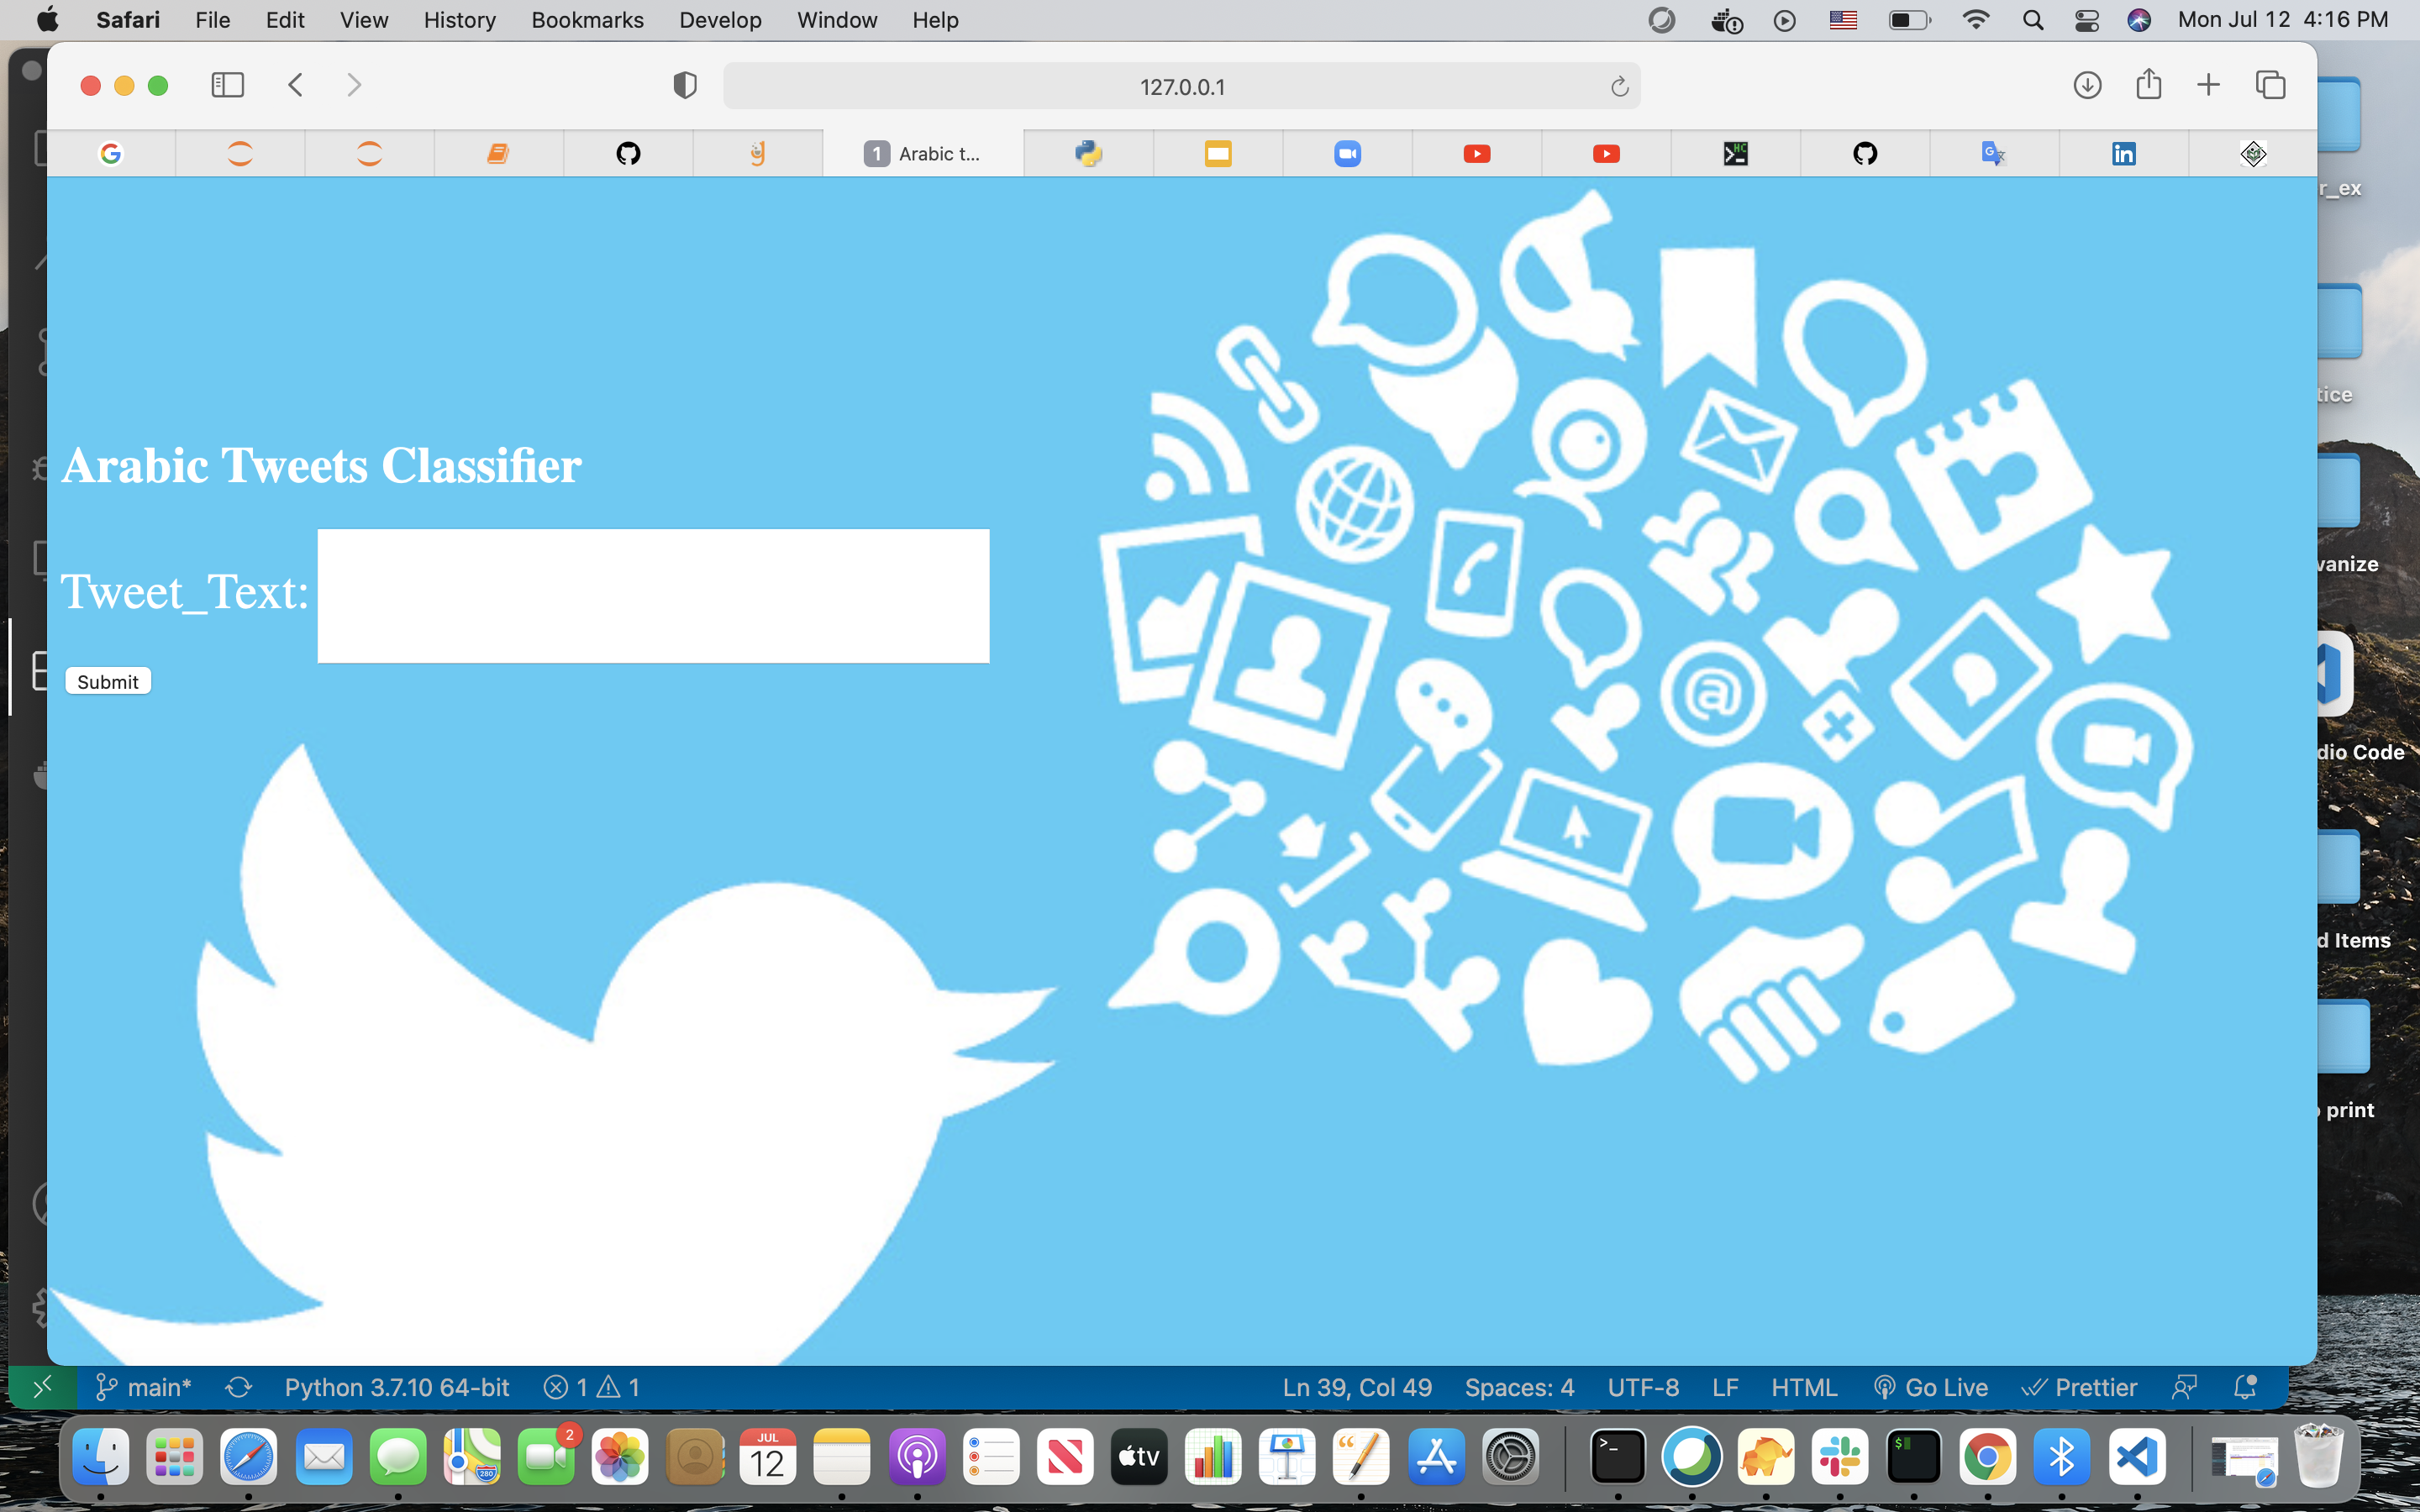 Safari File Edit View History Bookmarks Develop Window Help Mon Jul 12 4:16 PM
127.0.0.1
1 Arabic t...
r_ex
tice
Arabic Tweets Classifier
vanize
Tweet_Text:
Submit
dio Code
d Items
print
main* Python 3.7.10 64-bit 1 1 Ln 39, Col 49 Spaces: 4 UTF-8 LF HTML Go Live Prettier
2
JUL
12
tv
280